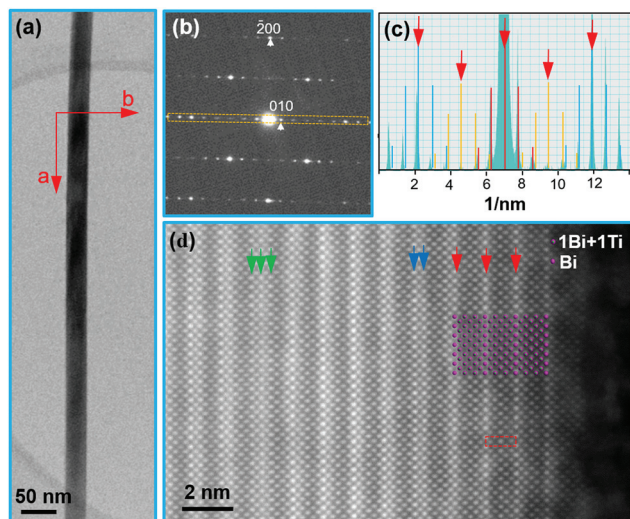 (a)
b
a
50 nm
(b)
2̄00
010
(c)
2 4 6 8 10 12
1/nm
(d)
1Bi+1Ti
Bi
2 nm